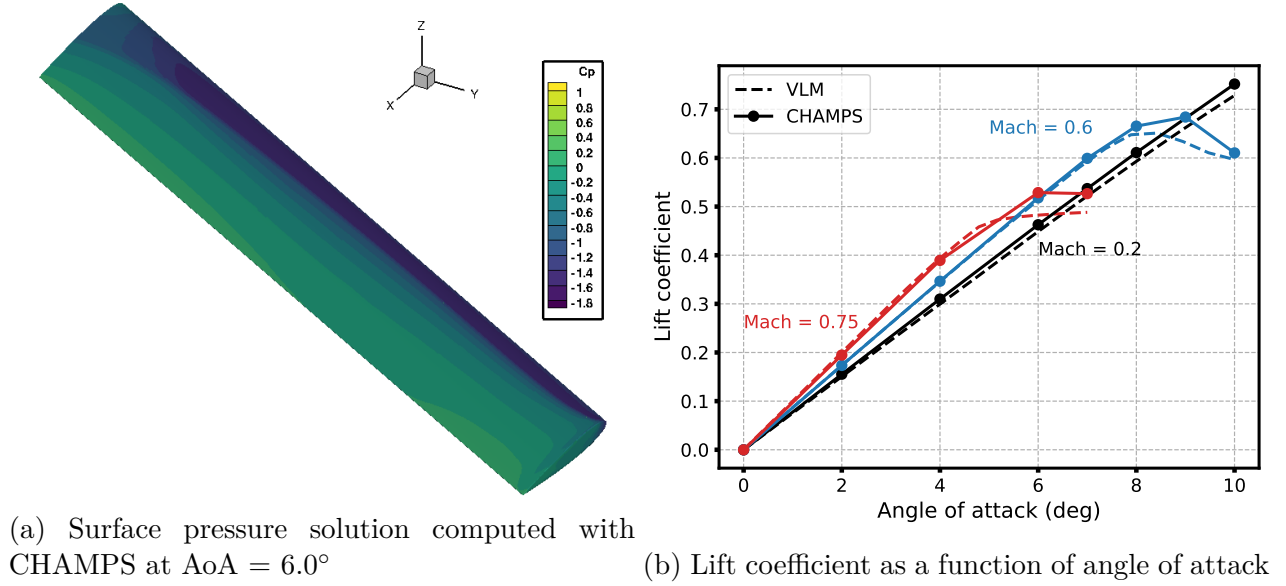 Z
Y
X
Cp
1
0.8
0.6
0.4
0.2
0
-0.2
-0.4
-0.6
-0.8
-1
-1.2
-1.4
-1.6
-1.8
(a) Surface pressure solution computed with
CHAMPS at AoA = 6.0°
VLM
CHAMPS
Mach = 0.6
Mach = 0.2
Mach = 0.75
Lift coefficient
0.7
0.6
0.5
0.4
0.3
0.2
0.1
0.0
0 2 4 6 8 10
Angle of attack (deg)
(b) Lift coefficient as a function of angle of attack